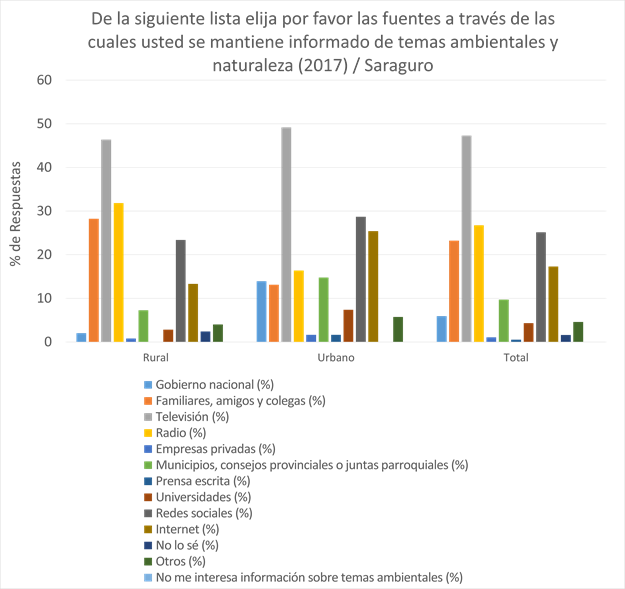 De la siguiente lista elija por favor las fuentes a través de las
cuales usted se mantiene informado de temas ambientales y
naturaleza (2017) / Saraguro
60
50
40
30
20
10
0
% de Respuestas
Rural
Urbano
Total
Gobierno nacional (%)
Familiares, amigos y colegas (%)
Televisión (%)
Radio (%)
Empresas privadas (%)
Municipios, consejos provinciales o juntas parroquiales (%)
Prensa escrita (%)
Universidades (%)
Redes sociales (%)
Internet (%)
No lo sé (%)
Otros (%)
No me interesa información sobre temas ambientales (%)